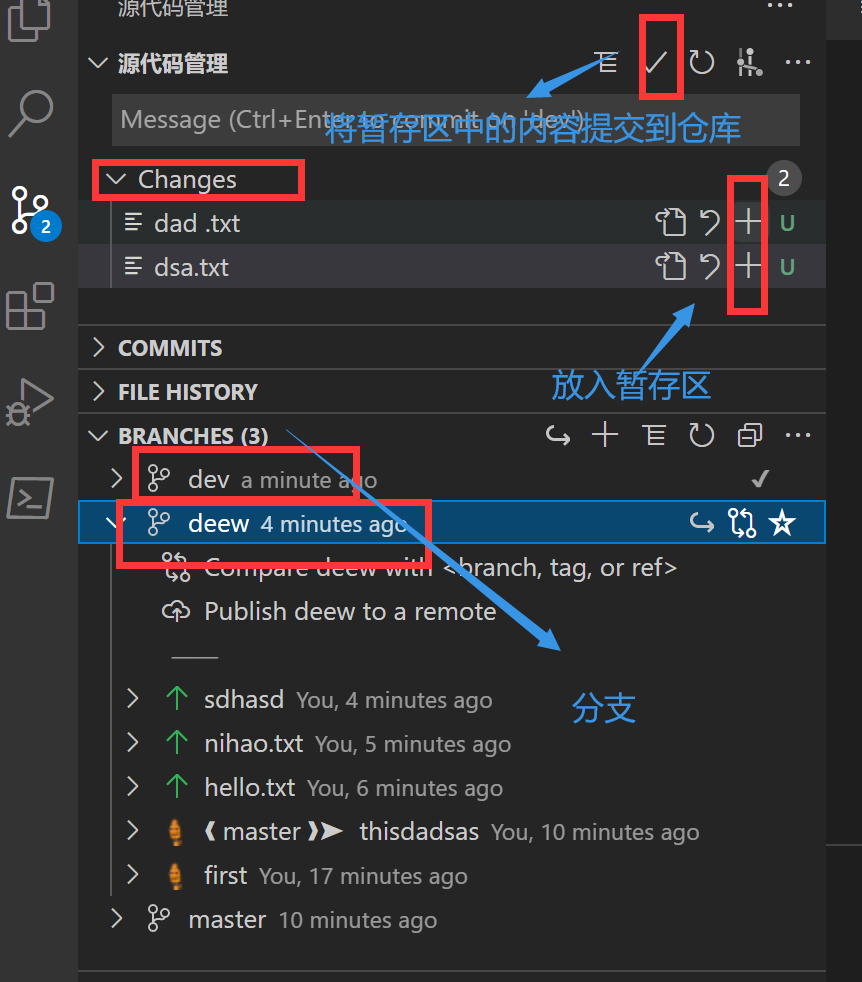 源代码管理
源代码管理
Message (Ctrl+Enter to commit on 'dev')
将暂存区中的内容提交到仓库
Changes
2
dad .txt
U
2
dsa.txt
U
COMMITS
放入暂存区
FILE HISTORY
BRANCHES (3)
dev a minute ago
deew 4 minutes ago
Compare deew with <branch, tag, or ref>
Publish deew to a remote
sdhasd You, 4 minutes ago
分支
nihao.txt You, 5 minutes ago
hello.txt You, 6 minutes ago
❰ master ❱➤ thisdadsas You, 10 minutes ago
first You, 17 minutes ago
master 10 minutes ago